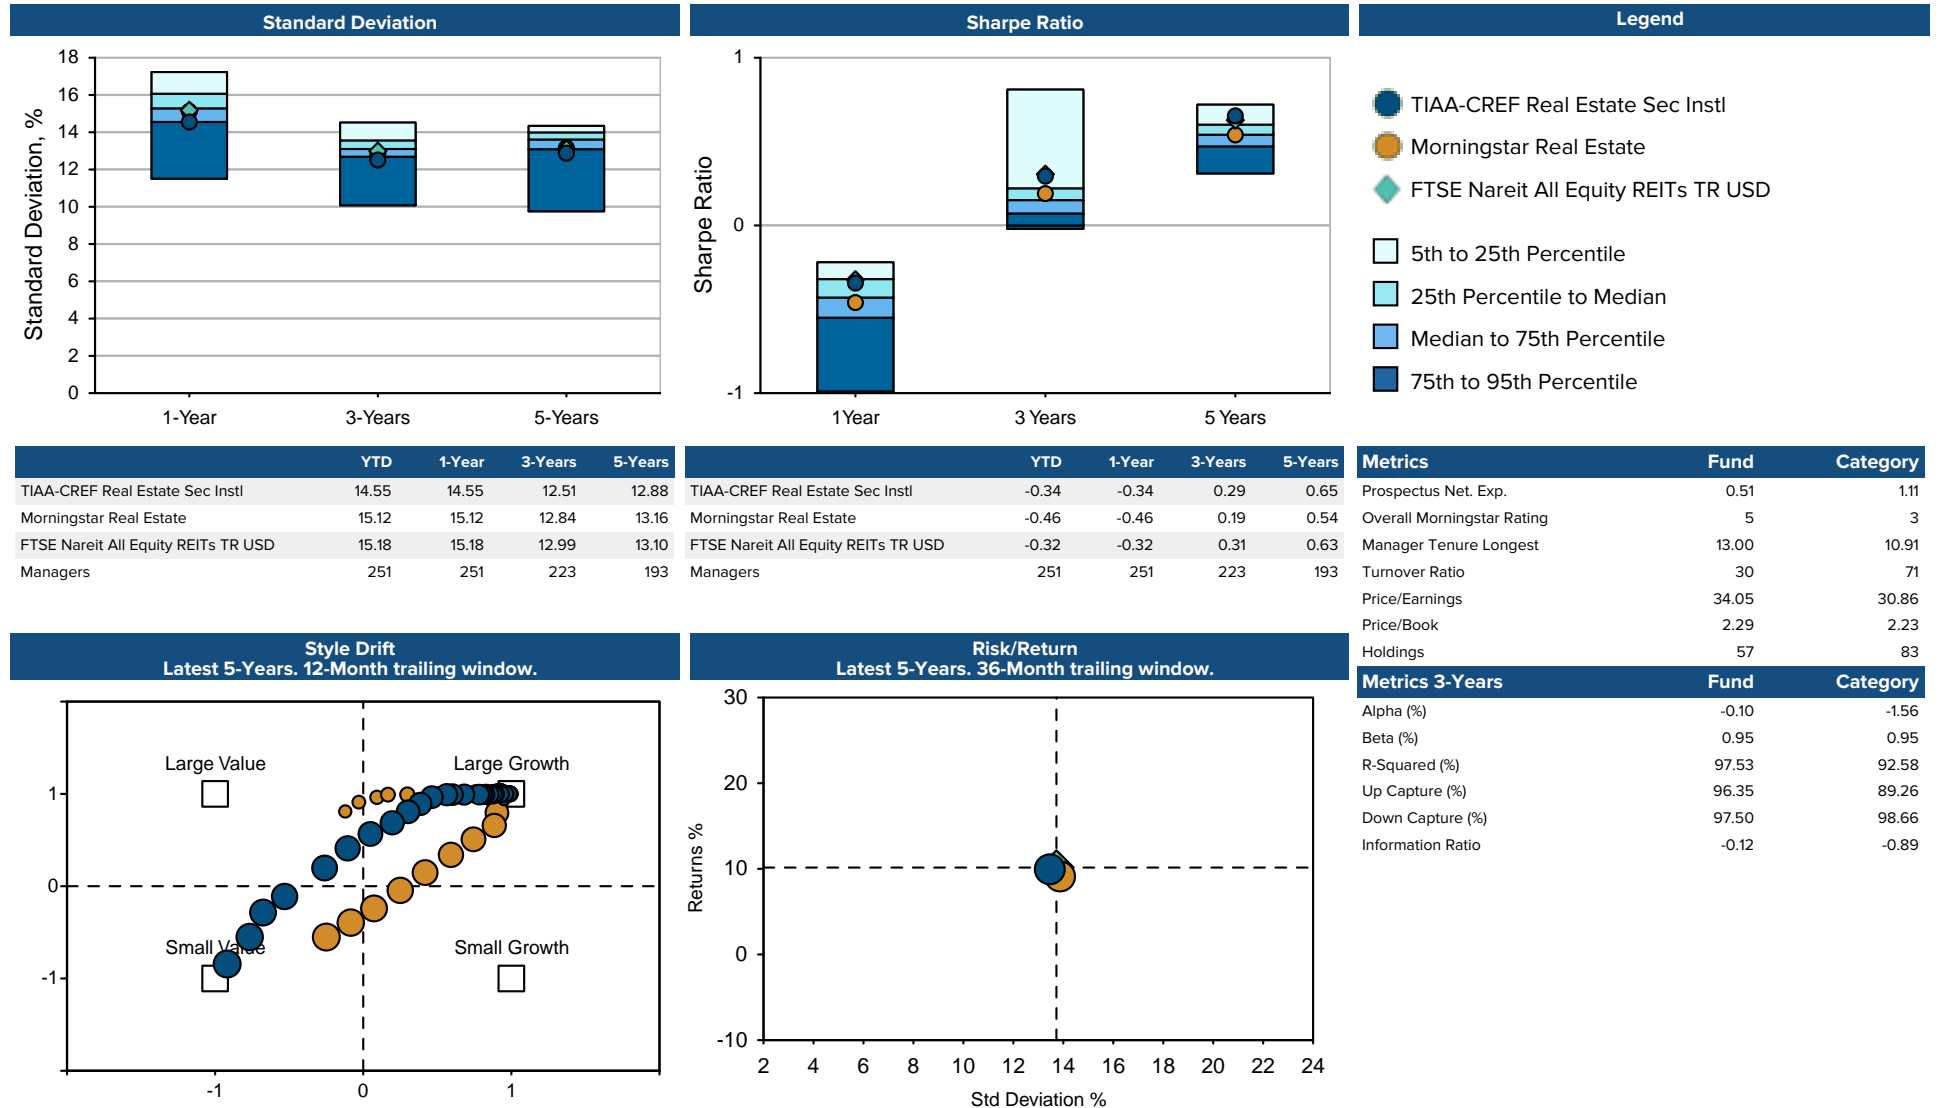 Standard Deviation
18
16
14
12
10
8
6
4
2
0
Standard Deviation, %
1-Year 3-Years 5-Years
Sharpe Ratio
1
0
-1
Sharpe Ratio
1Year 3 Years 5 Years
Legend
TIAA-CREF Real Estate Sec Instl
Morningstar Real Estate
FTSE Nareit All Equity REITs TR USD
5th to 25th Percentile
25th Percentile to Median
Median to 75th Percentile
75th to 95th Percentile
YTD 1-Year 3-Years 5-Years
TIAA-CREF Real Estate Sec Instl 14.55 14.55 12.51 12.88
Morningstar Real Estate 15.12 15.12 12.84 13.16
FTSE Nareit All Equity REITs TR USD 15.18 15.18 12.99 13.10
Managers 251 251 223 193
YTD 1-Year 3-Years 5-Years
TIAA-CREF Real Estate Sec Instl -0.34 -0.34 0.29 0.65
Morningstar Real Estate -0.46 -0.46 0.19 0.54
FTSE Nareit All Equity REITs TR USD -0.32 -0.32 0.31 0.63
Managers 251 251 223 193
Metrics Fund Category
Prospectus Net. Exp. 0.51 1.11
Overall Morningstar Rating 5 3
Manager Tenure Longest 13.00 10.91
Turnover Ratio 30 71
Price/Earnings 34.05 30.86
Price/Book 2.29 2.23
Holdings 57 83
Metrics 3-Years Fund Category
Alpha (%) -0.10 -1.56
Beta (%) 0.95 0.95
R-Squared (%) 97.53 92.58
Up Capture (%) 96.35 89.26
Down Capture (%) 97.50 98.66
Information Ratio -0.12 -0.89
Style Drift
Latest 5-Years. 12-Month trailing window.
Large Value Large Growth
1
0
Small Value Small Growth
-1
-1 0 1
Risk/Return
Latest 5-Years. 36-Month trailing window.
30
20
10
0
-10
Returns %
2 4 6 8 10 12 14 16 18 20 22 24
Std Deviation %